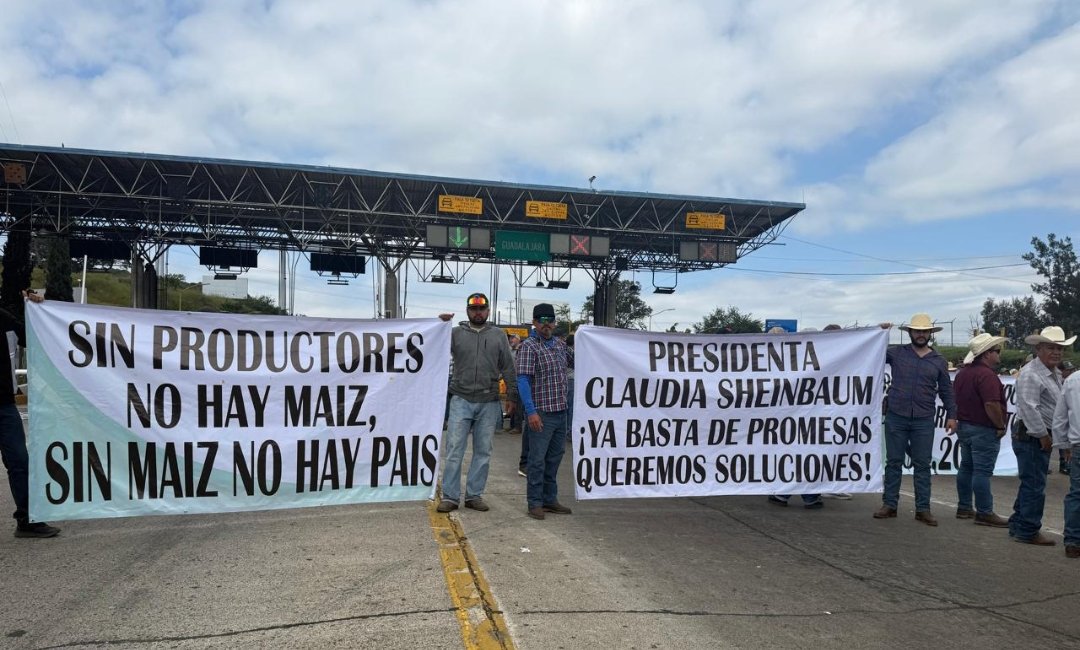 GUADALAJARA
SIN PRODUCTORES
NO HAY MAIZ,
SIN MAIZ NO HAY PAIS
PRESIDENTA
CLAUDIA SHEINBAUM
¡YA BASTA DE PROMESAS
QUEREMOS SOLUCIONES!